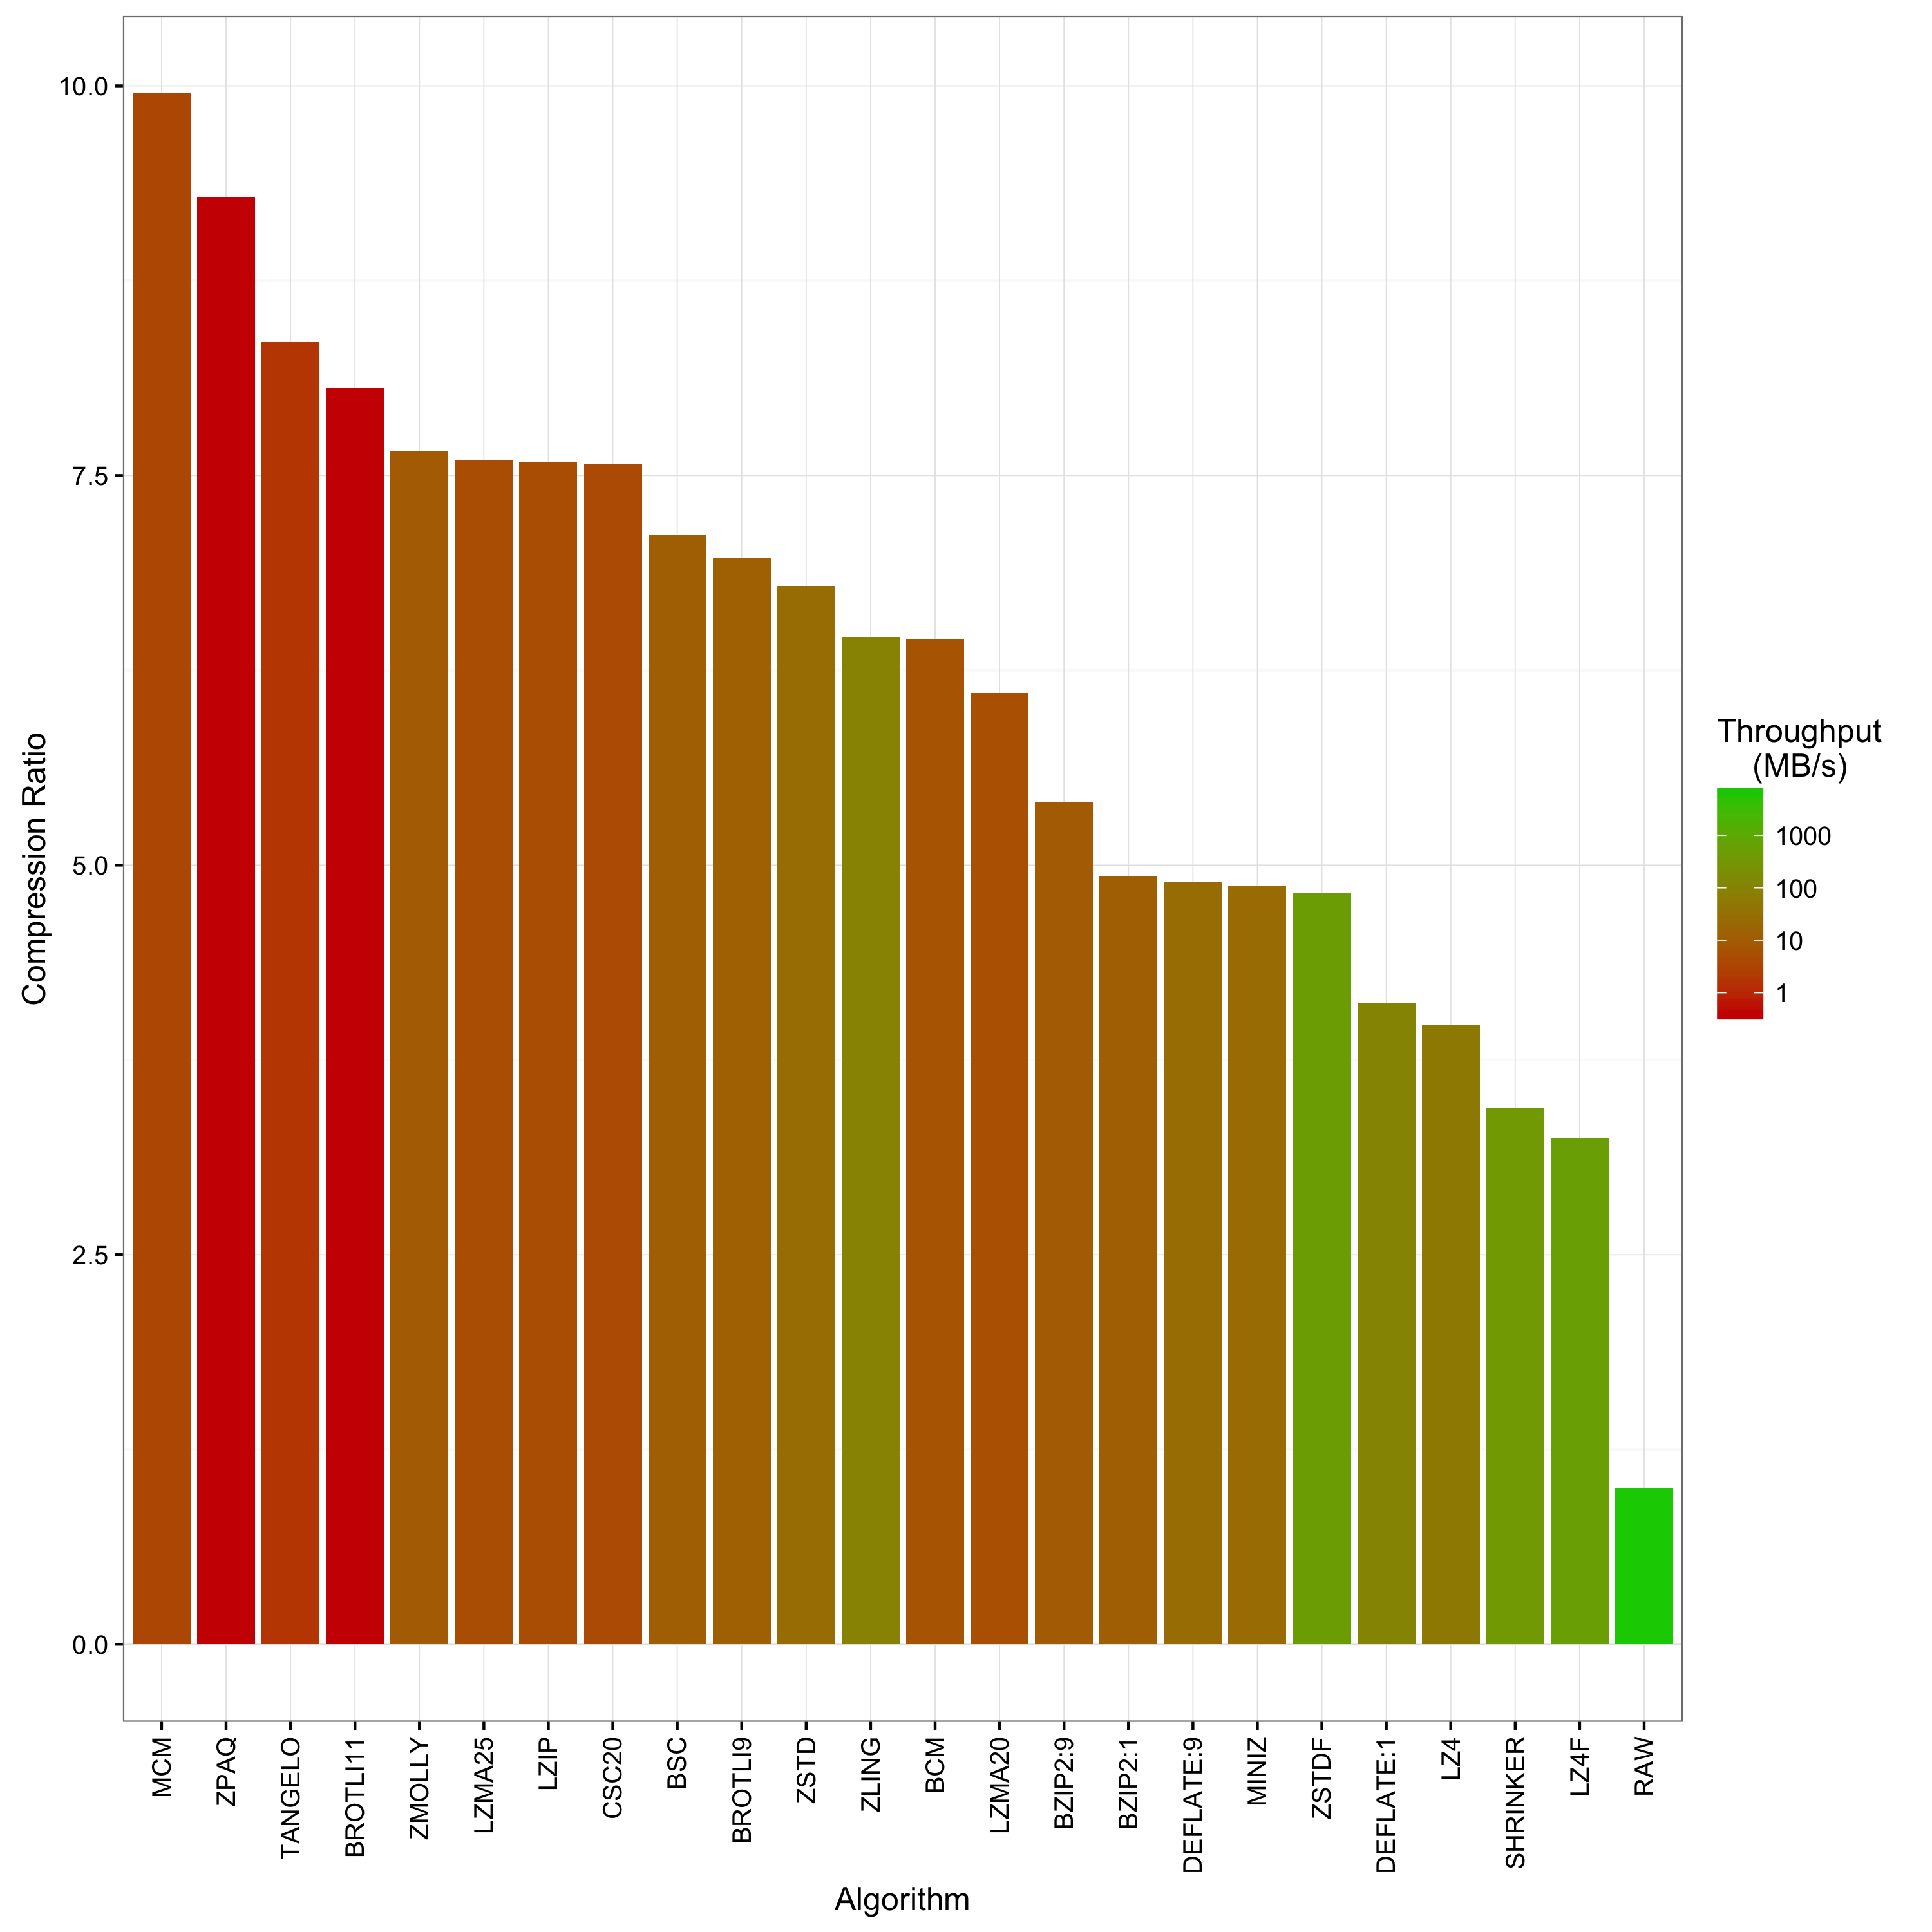 Compression Ratio
10.0
7.5
5.0
2.5
0.0
MCM
ZPAQ
TANGELO
BROTLI11
ZMOLLY
LZMA25
LZIP
CSC20
BSC
BROTLI9
ZSTD
ZLING
BCM
LZMA20
BZIP2:9
BZIP2:1
DEFLATE:9
MINIZ
ZSTDF
DEFLATE:1
LZ4
SHRINKER
LZ4F
RAW
Algorithm
Throughput
(MB/s)
1000
100
10
1